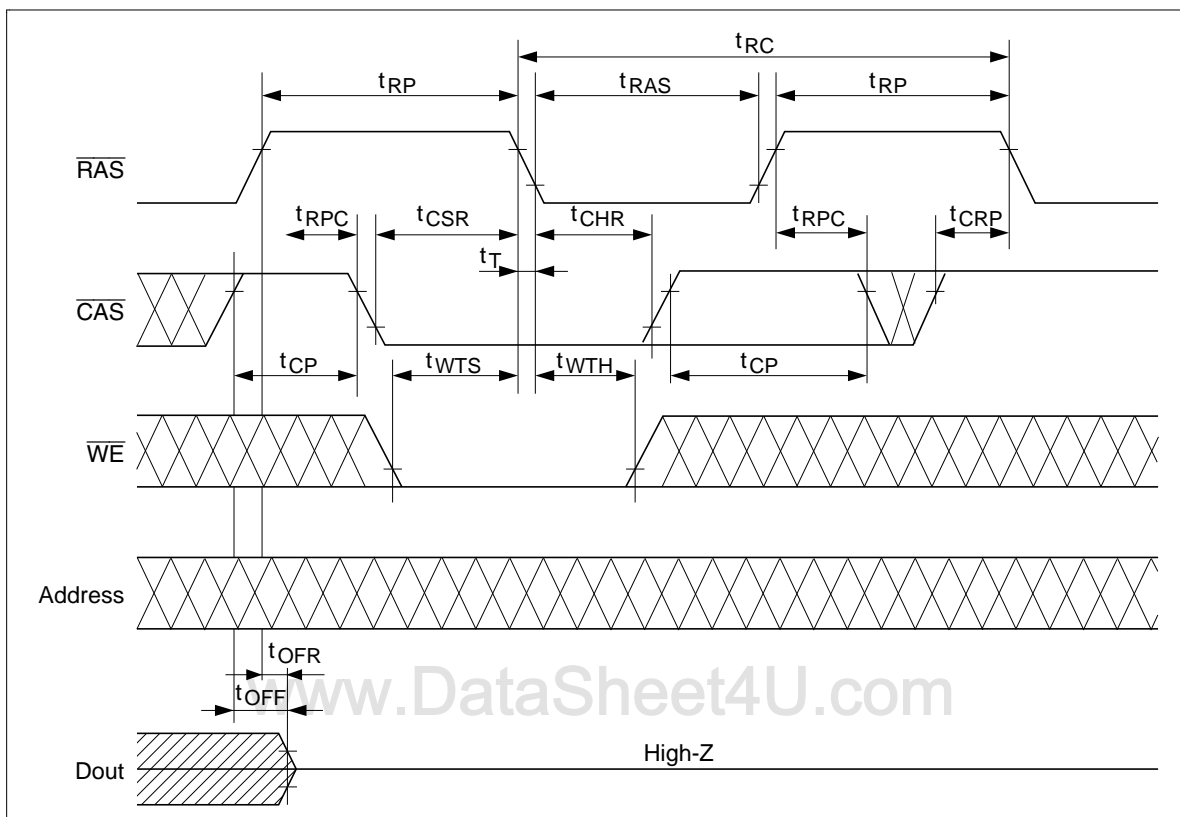 tRC
tRP tRAS tRP
RAS
tRPC tCSR tCHR tRPC tCRP
tT
CAS
tCP tWTS tWTH tCP
WE
Address
tOFR
tOFF
www.DataSheet4U.com
High-Z
Dout